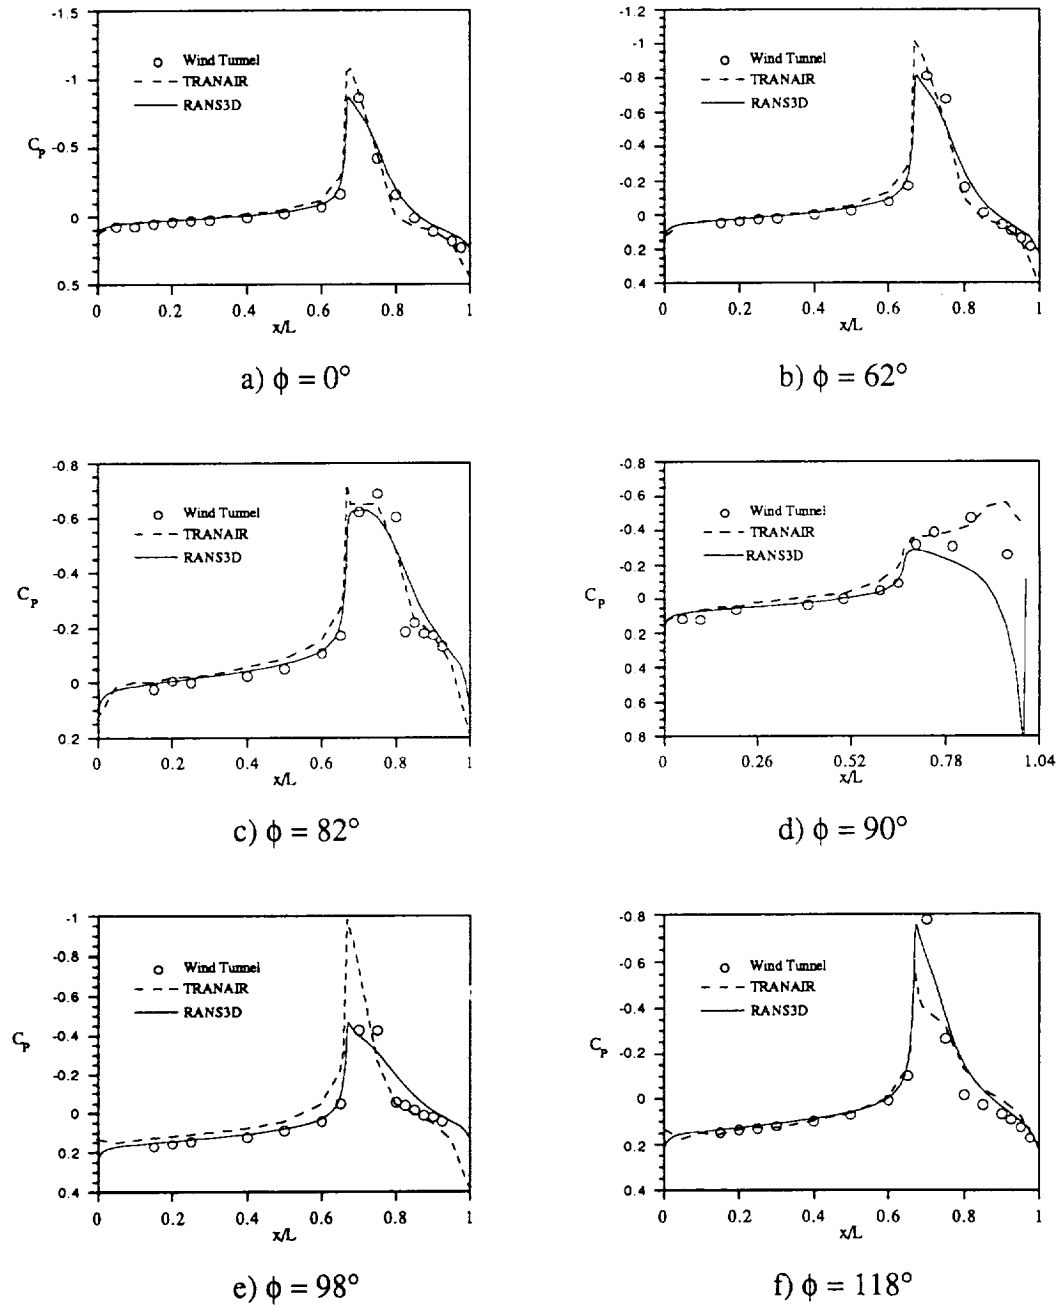 -1.5
-1
-0.5
0
0.5
C_P
Wind Tunnel
TRANAIR
RANS3D
0 0.2 0.4 0.6 0.8 1
x/L
a) ϕ = 0°
-1.2
-1
-0.8
-0.6
-0.4
-0.2
0
0.2
0.4
C_P
Wind Tunnel
TRANAIR
RANS3D
0 0.2 0.4 0.6 0.8 1
x/L
b) ϕ = 62°
-0.8
-0.6
-0.4
-0.2
0
0.2
C_P
Wind Tunnel
TRANAIR
RANS3D
0 0.2 0.4 0.6 0.8 1
x/L
c) ϕ = 82°
-0.8
-0.6
-0.4
-0.2
0
0.2
0.4
0.6
0.8
C_P
Wind Tunnel
TRANAIR
RANS3D
0 0.26 0.52 0.78 1.04
x/L
d) ϕ = 90°
-1
-0.8
-0.6
-0.4
-0.2
0
0.2
0.4
C_P
Wind Tunnel
TRANAIR
RANS3D
0 0.2 0.4 0.6 0.8 1
x/L
e) ϕ = 98°
-0.8
-0.6
-0.4
-0.2
0
0.2
0.4
C_P
Wind Tunnel
TRANAIR
RANS3D
0 0.2 0.4 0.6 0.8 1
x/L
f) ϕ = 118°